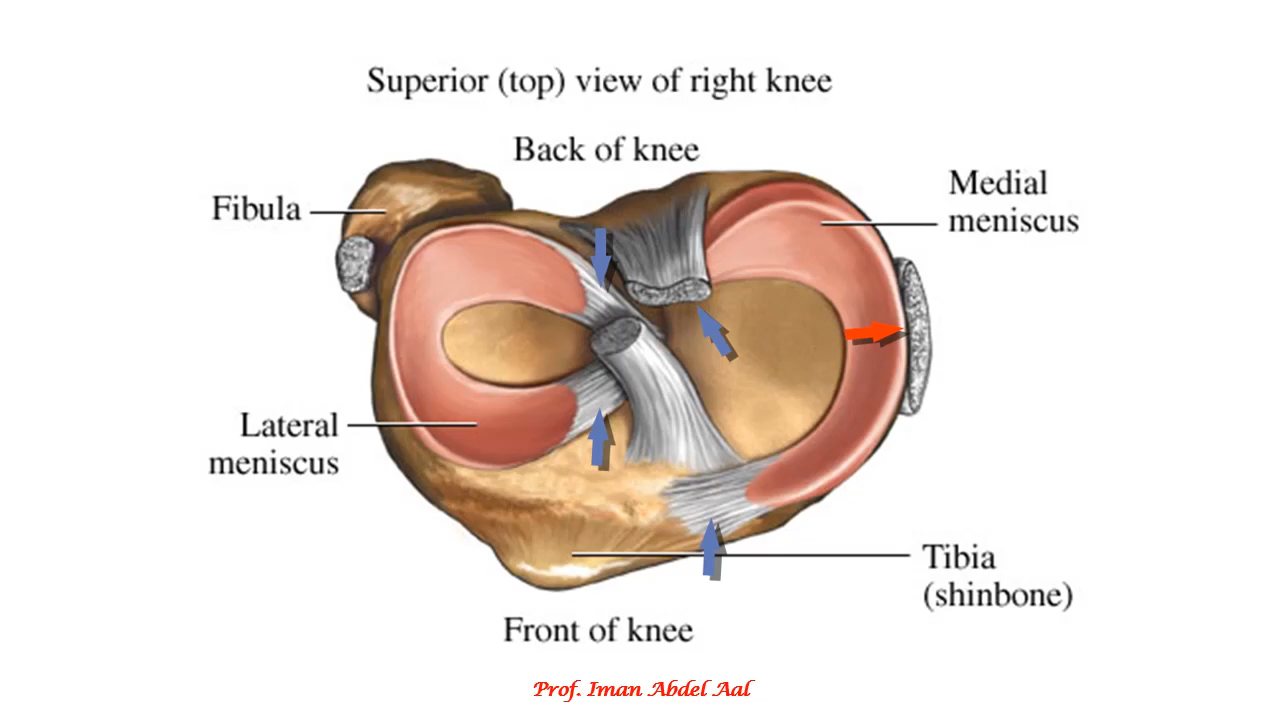 Superior (top) view of right knee
Back of knee
Medial
meniscus
Fibula
Lateral
meniscus
Tibia
(shinbone)
Front of knee
Prof. Iman Abdel Aal